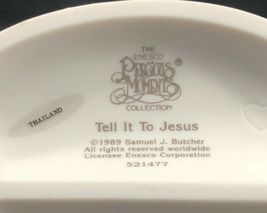 THE
ENESCO
PRECIOUS®
MOMENTS
COLLECTION
THAILAND
Tell It To Jesus
©1989 Samuel J. Butcher
All rights reserved worldwide
Licensee Enesco Corporation
521477